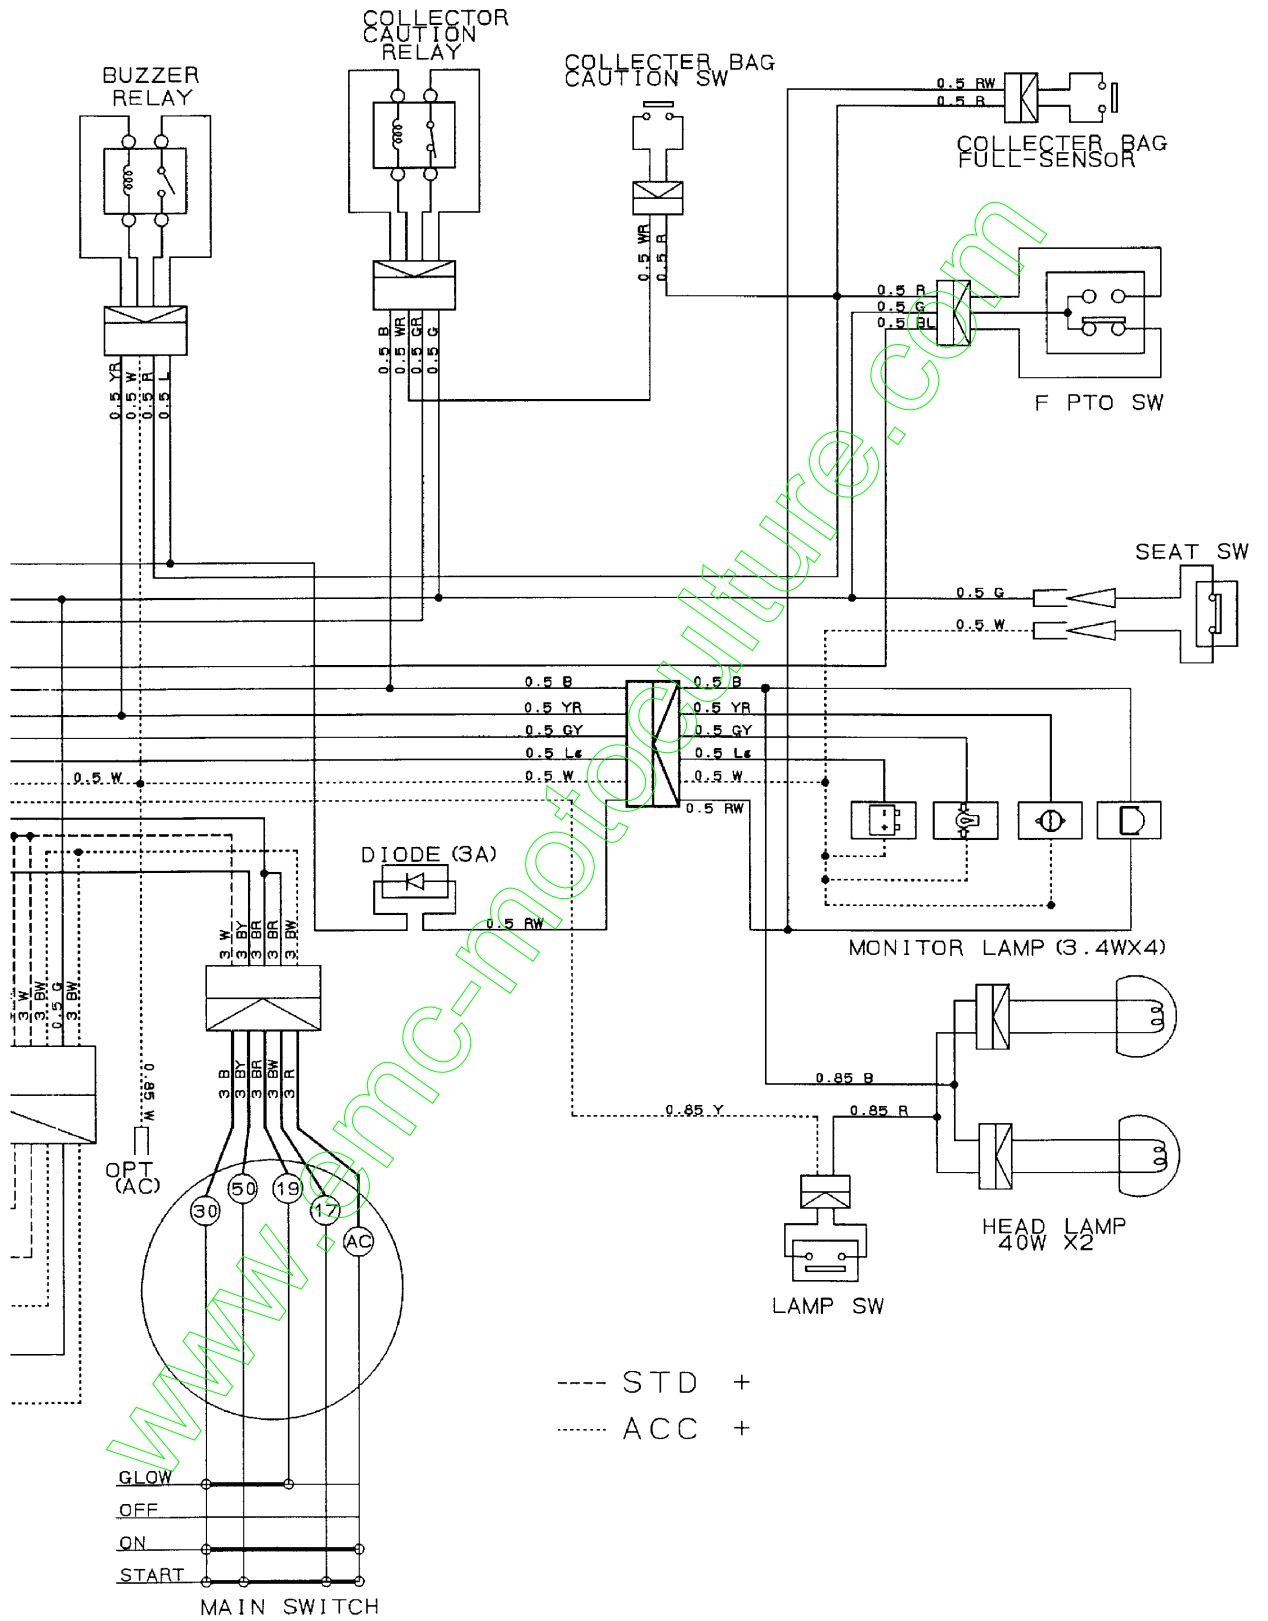 COLLECTOR
CAUTION
RELAY
BUZZER
RELAY
COLLECTER BAG
CAUTION SW
0.5 RW
0.5 R
COLLECTER BAG
FULL-SENSOR
0.5 WR
0.5 R
0.5 R
0.5 G
0.5 BL
F PTO SW
0.5 B
0.5 WR
0.5 GR
0.5 G
0.5 YR
0.5 W
0.5 R
0.5 L
SEAT SW
0.5 G
0.5 W
0.5 B
0.5 B
0.5 YR
0.5 YR
0.5 GY
0.5 GY
0.5 Lg
0.5 Lg
0.5 W
0.5 W
0.5 W
0.5 RW
DIODE (3A)
0.5 RW
MONITOR LAMP (3.4WX4)
3 W
3 BY
3 BR
3 BR
3 BW
3 W
3 BW
0.5 G
3 BW
3 B
3 BY
3 BR
3 BW
3 R
0.85 W
OPT
(AC)
0.85 B
0.85 Y
0.85 R
30
50
19
17
AC
HEAD LAMP
40W X2
LAMP SW
STD +
ACC +
GLOW
OFF
ON
START
MAIN SWITCH
www.emc-motoculture.com